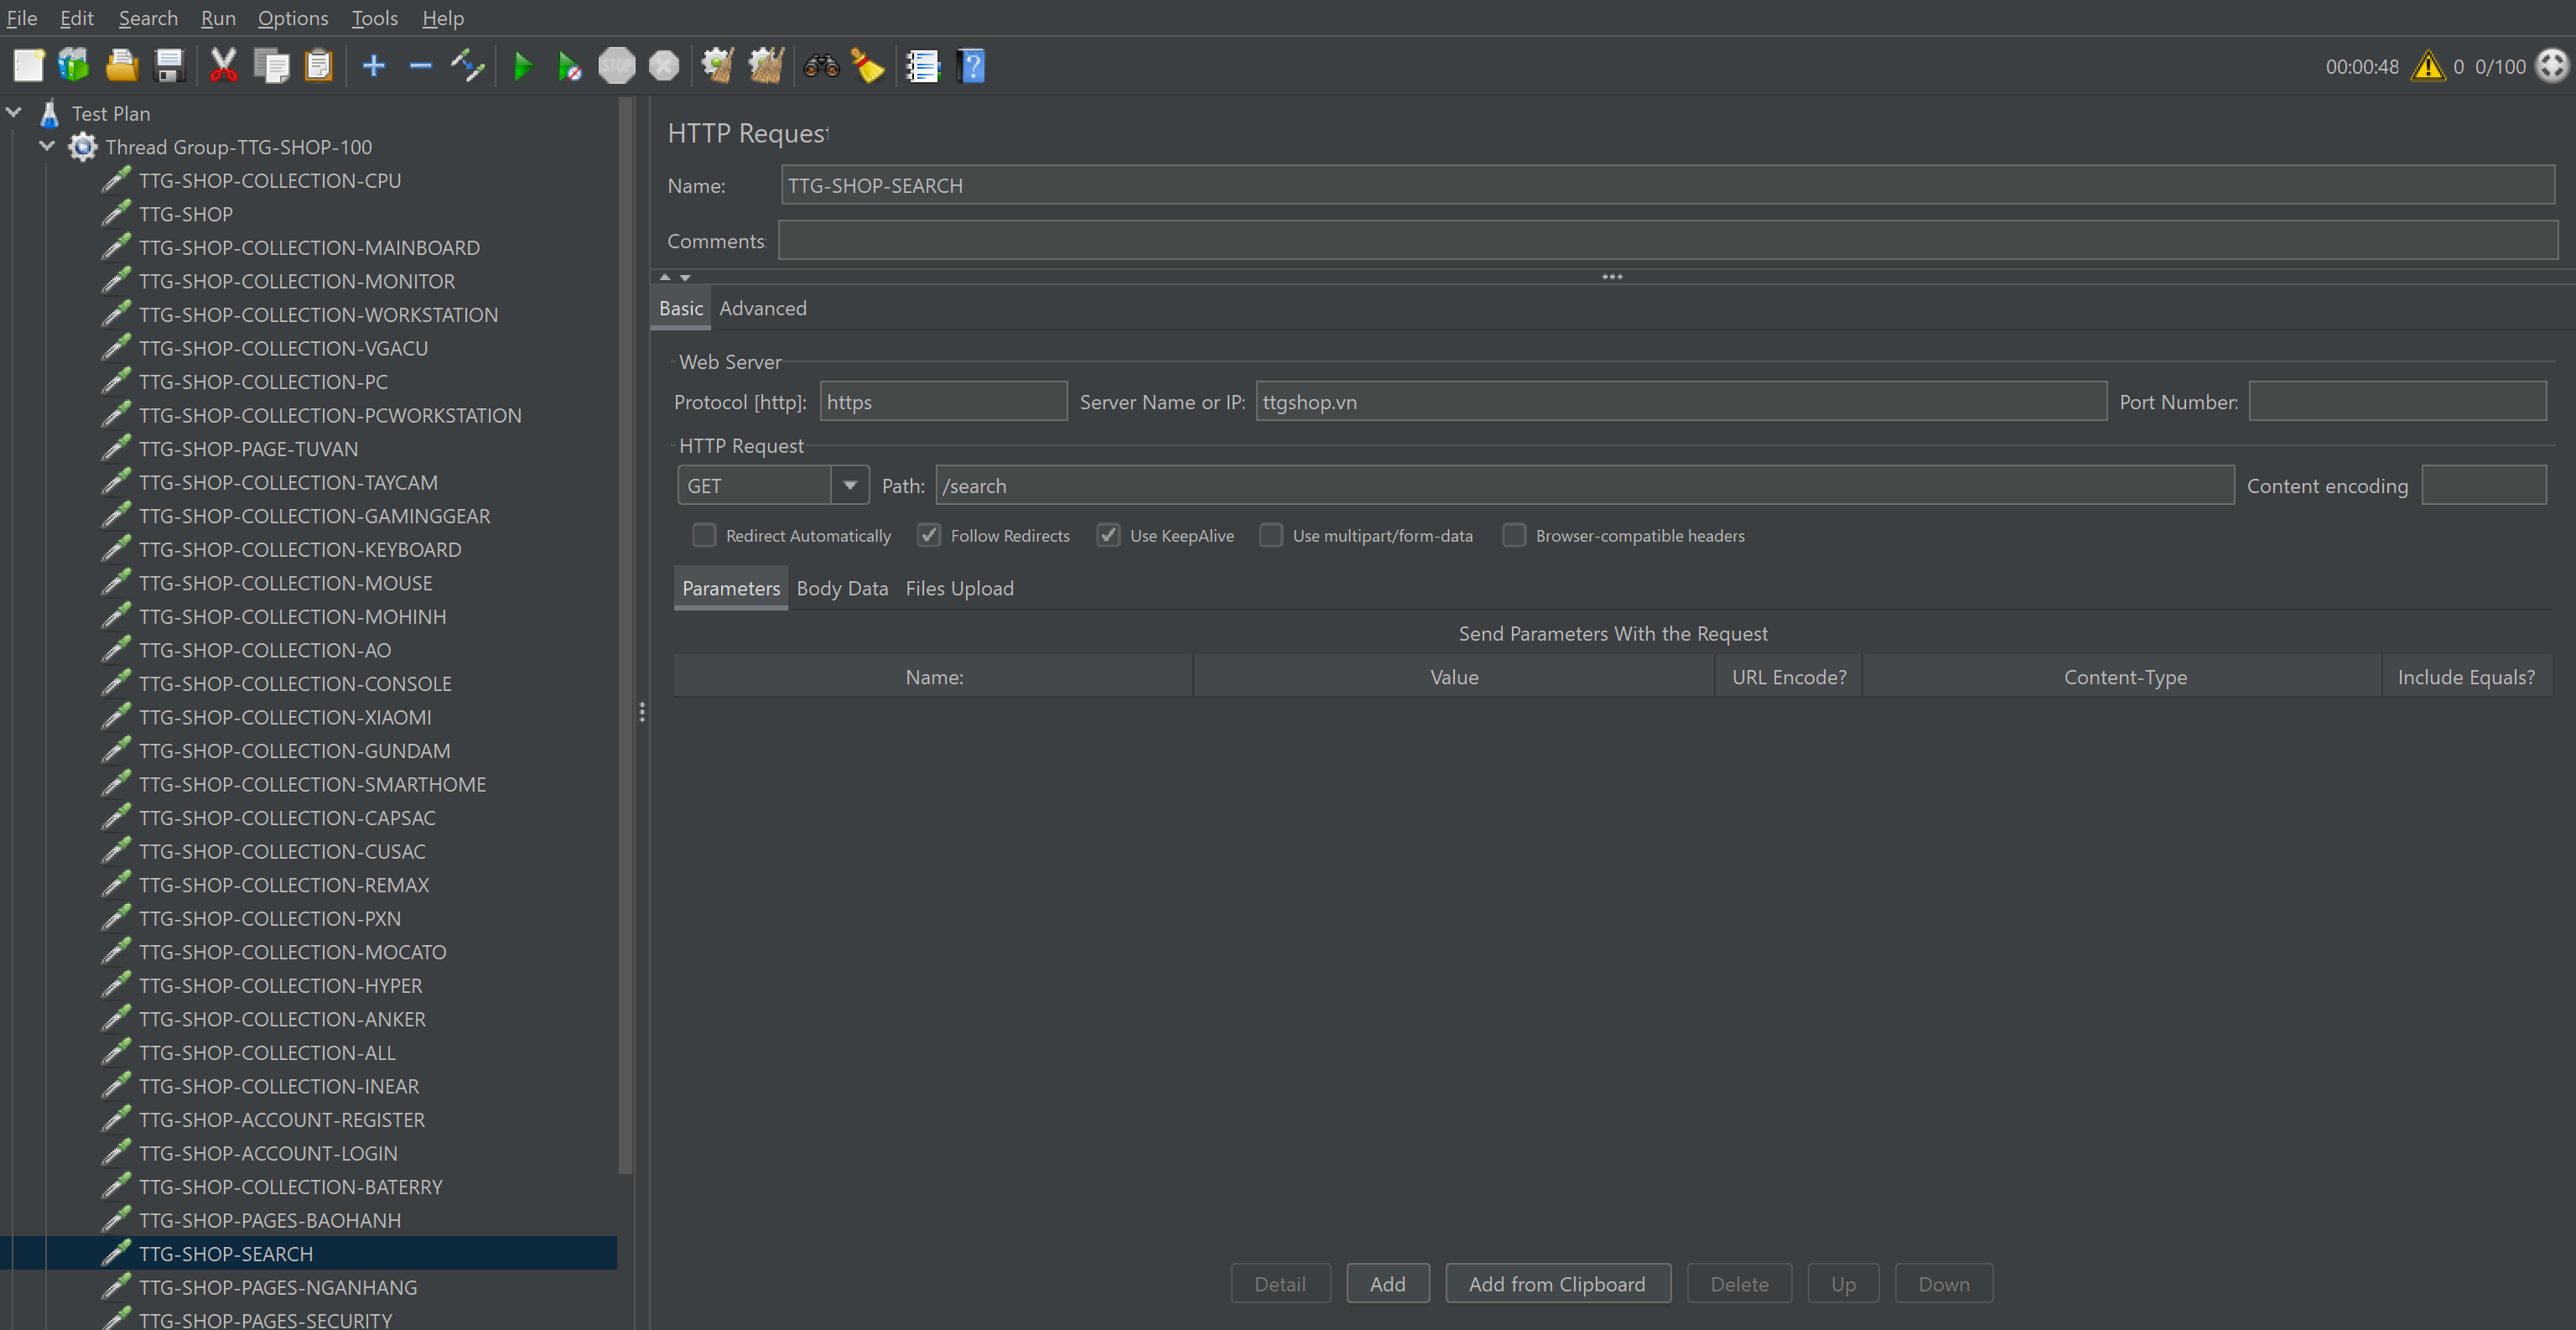 File Edit Search Run Options Tools Help
STOP
00:00:48 0 0/100
Test Plan
Thread Group-TTG-SHOP-100
TTG-SHOP-COLLECTION-CPU
TTG-SHOP
TTG-SHOP-COLLECTION-MAINBOARD
TTG-SHOP-COLLECTION-MONITOR
TTG-SHOP-COLLECTION-WORKSTATION
TTG-SHOP-COLLECTION-VGACU
TTG-SHOP-COLLECTION-PC
TTG-SHOP-COLLECTION-PCWORKSTATION
TTG-SHOP-PAGE-TUVAN
TTG-SHOP-COLLECTION-TAYCAM
TTG-SHOP-COLLECTION-GAMINGGEAR
TTG-SHOP-COLLECTION-KEYBOARD
TTG-SHOP-COLLECTION-MOUSE
TTG-SHOP-COLLECTION-MOHINH
TTG-SHOP-COLLECTION-AO
TTG-SHOP-COLLECTION-CONSOLE
TTG-SHOP-COLLECTION-XIAOMI
TTG-SHOP-COLLECTION-GUNDAM
TTG-SHOP-COLLECTION-SMARTHOME
TTG-SHOP-COLLECTION-CAPSAC
TTG-SHOP-COLLECTION-CUSAC
TTG-SHOP-COLLECTION-REMAX
TTG-SHOP-COLLECTION-PXN
TTG-SHOP-COLLECTION-MOCATO
TTG-SHOP-COLLECTION-HYPER
TTG-SHOP-COLLECTION-ANKER
TTG-SHOP-COLLECTION-ALL
TTG-SHOP-COLLECTION-INEAR
TTG-SHOP-ACCOUNT-REGISTER
TTG-SHOP-ACCOUNT-LOGIN
TTG-SHOP-COLLECTION-BATERRY
TTG-SHOP-PAGES-BAOHANH
TTG-SHOP-SEARCH
TTG-SHOP-PAGES-NGANHANG
TTG-SHOP-PAGES-SECURITY
HTTP Request
Name: TTG-SHOP-SEARCH
Comments:
Basic Advanced
Web Server
Protocol [http]: https Server Name or IP: ttgshop.vn Port Number:
HTTP Request
GET Path: /search Content encoding
Redirect Automatically Follow Redirects Use KeepAlive Use multipart/form-data Browser-compatible headers
Parameters Body Data Files Upload
Send Parameters With the Request
Name: Value URL Encode? Content-Type Include Equals?
Detail Add Add from Clipboard Delete Up Down